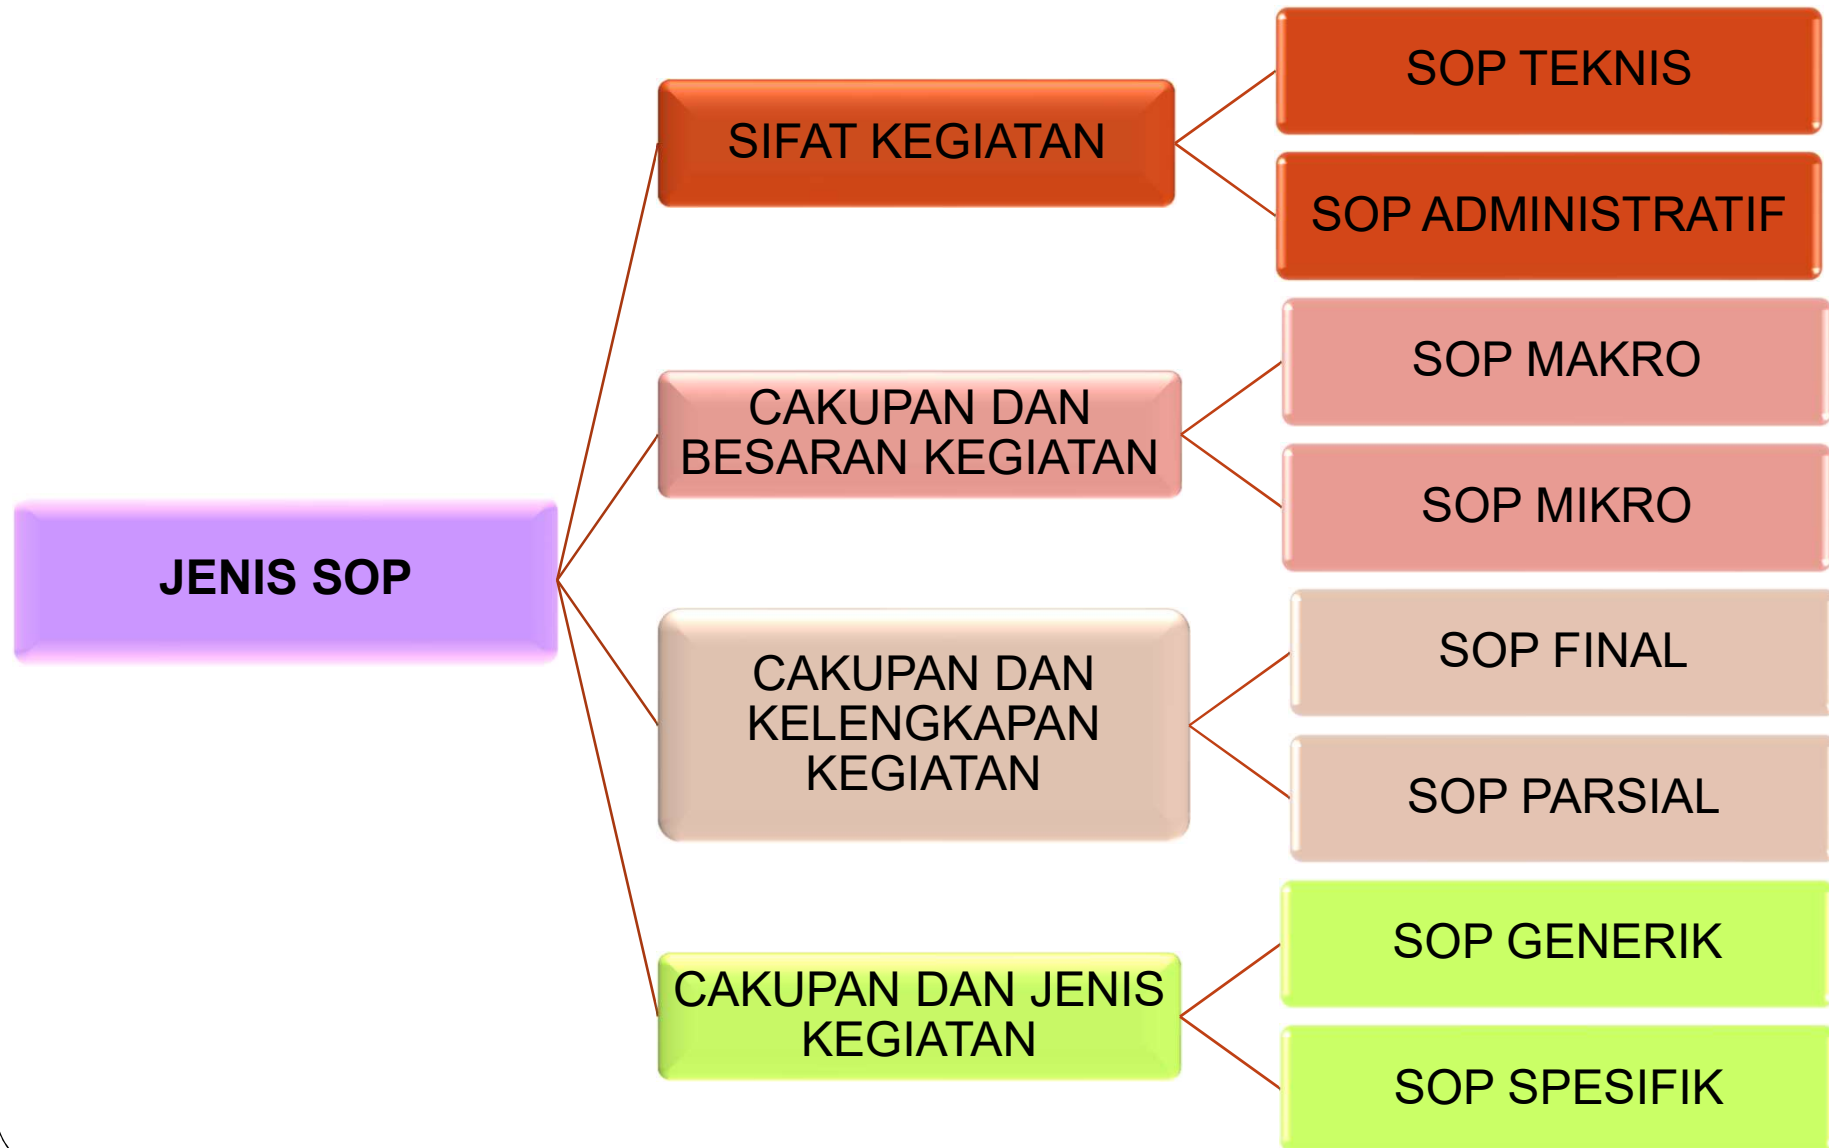 JENIS SOP
SIFAT KEGIATAN
SOP TEKNIS
SOP ADMINISTRATIF
CAKUPAN DAN
BESARAN KEGIATAN
SOP MAKRO
SOP MIKRO
CAKUPAN DAN
KELENGKAPAN
KEGIATAN
SOP FINAL
SOP PARSIAL
CAKUPAN DAN JENIS
KEGIATAN
SOP GENERIK
SOP SPESIFIK